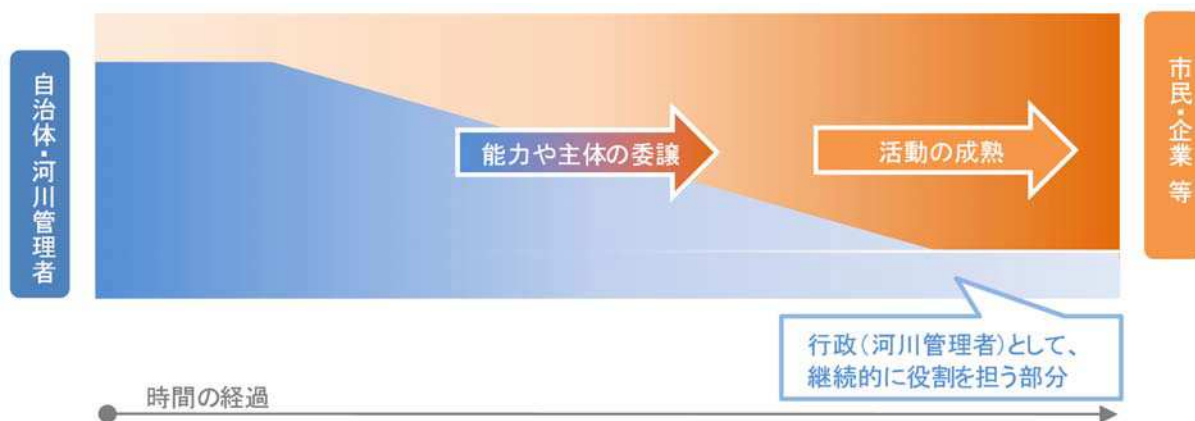 自治体・河川管理者
能力や主体の委譲
活動の成熟
市民・企業 等
行政（河川管理者）として、
継続的に役割を担う部分
時間の経過